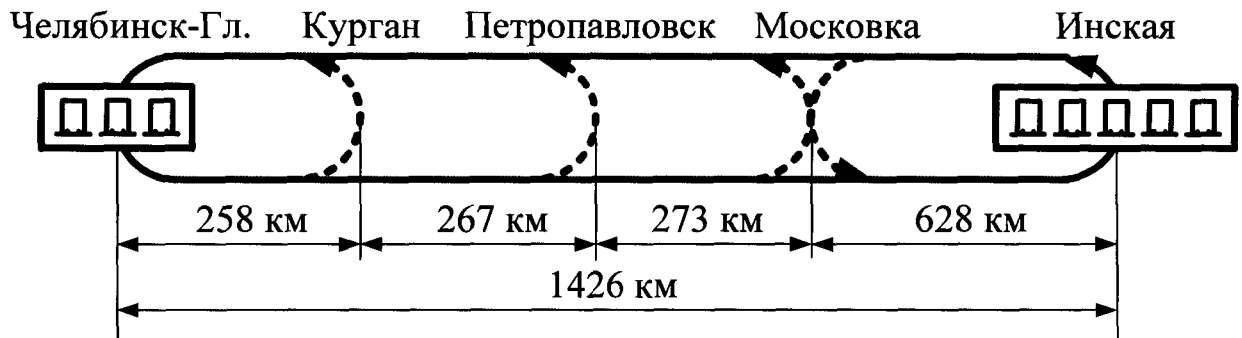 Челябинск-Гл. Курган Петропавловск Московка Инская
258 км 267 км 273 км 628 км
1426 км